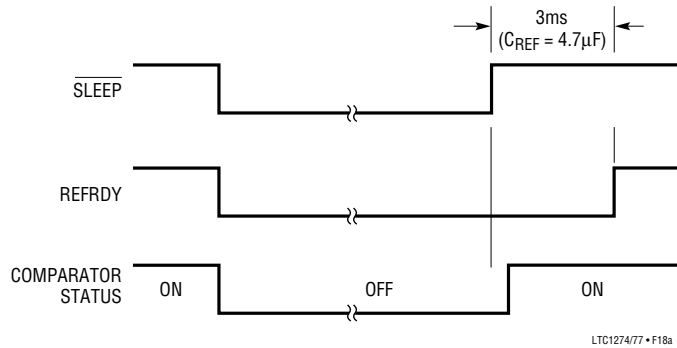 3ms
(CREF = 4.7µF)
SLEEP
REFRDY
COMPARATOR
STATUS
ON
OFF
ON
LTC1274/77 • F18a